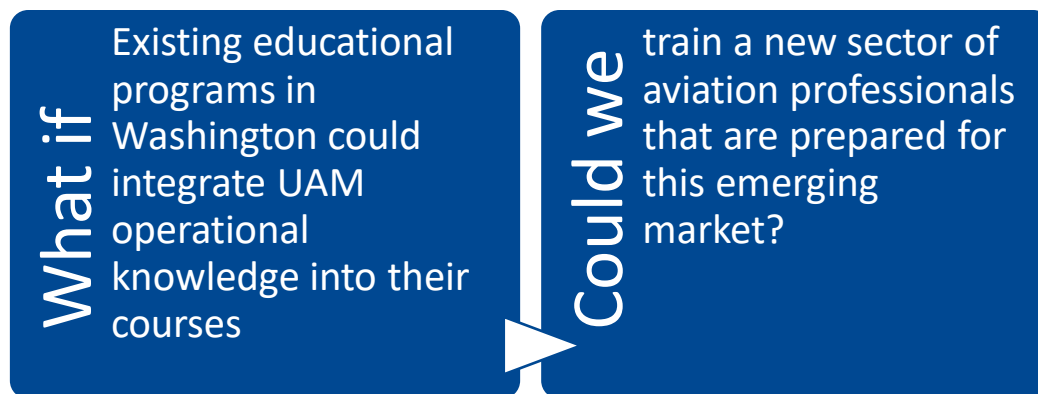 What if
Existing educational
programs in
Washington could
integrate UAM
operational
knowledge into their
courses
Could we
train a new sector of
aviation professionals
that are prepared for
this emerging
market?